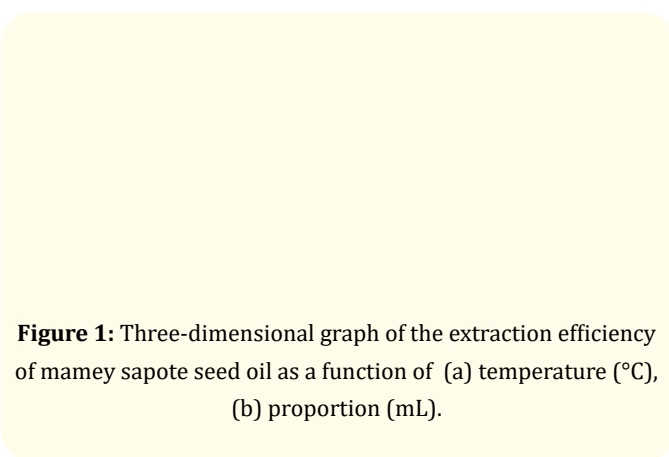 Figure 1: Three-dimensional graph of the extraction efficiency
of mamey sapote seed oil as a function of  (a) temperature (°C),
(b) proportion (mL).